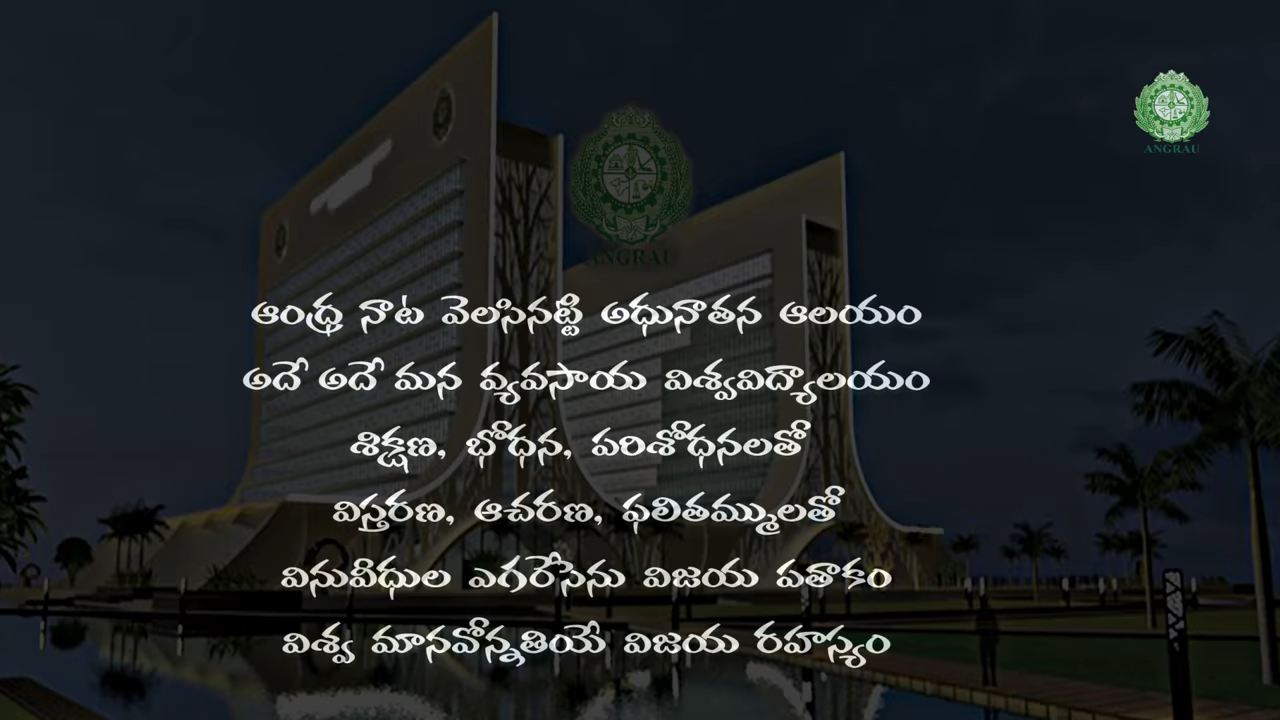 ANGRAU
ANGRAU
ఆంధ్ర నాట వెలసినట్టి అధునాతన ఆలయం
అదే అదే మన వ్యవసాయ విశ్వవిద్యాలయం
శిక్షణ, భోధన, పరిశోధనలతో
విస్తరణ, ఆచరణ, ఫలితమ్ములతో
వినువీధుల ఎగరేసెను విజయ పతాకం
విశ్వ మానవోన్నతియే విజయ రహస్యం